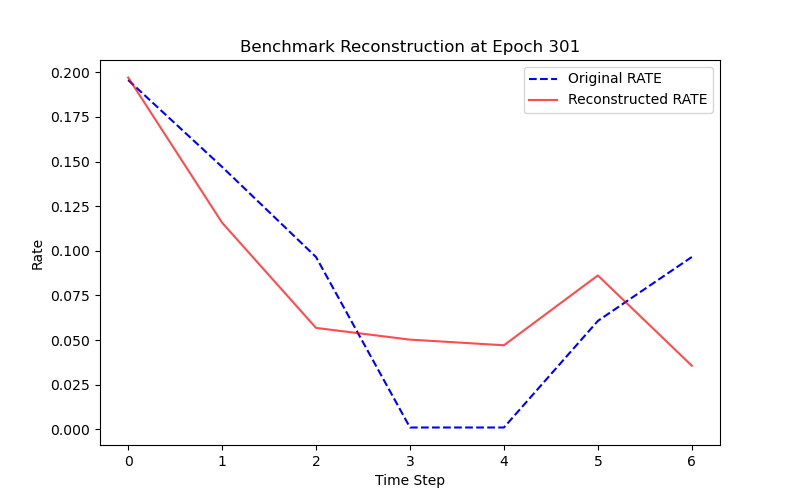 Benchmark Reconstruction at Epoch 301
Original RATE
Reconstructed RATE
Rate
0.200
0.175
0.150
0.125
0.100
0.075
0.050
0.025
0.000
0 1 2 3 4 5 6
Time Step